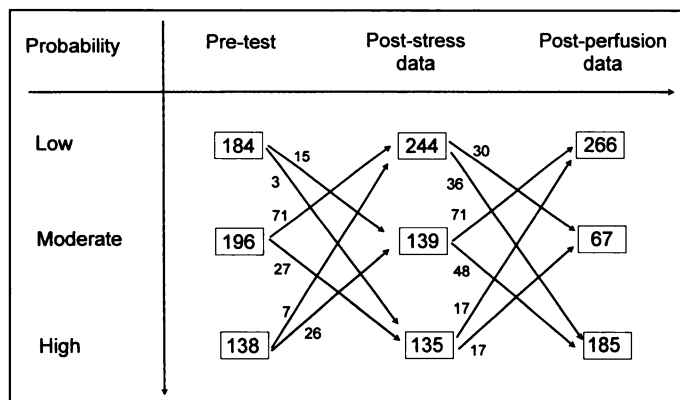 Probability Pre-test Post-stress data Post-perfusion data
Low 184 15 244 30 266
3 36
71 71
Moderate 196 139 67
27 48
7 17
26 17
High 138 135 185